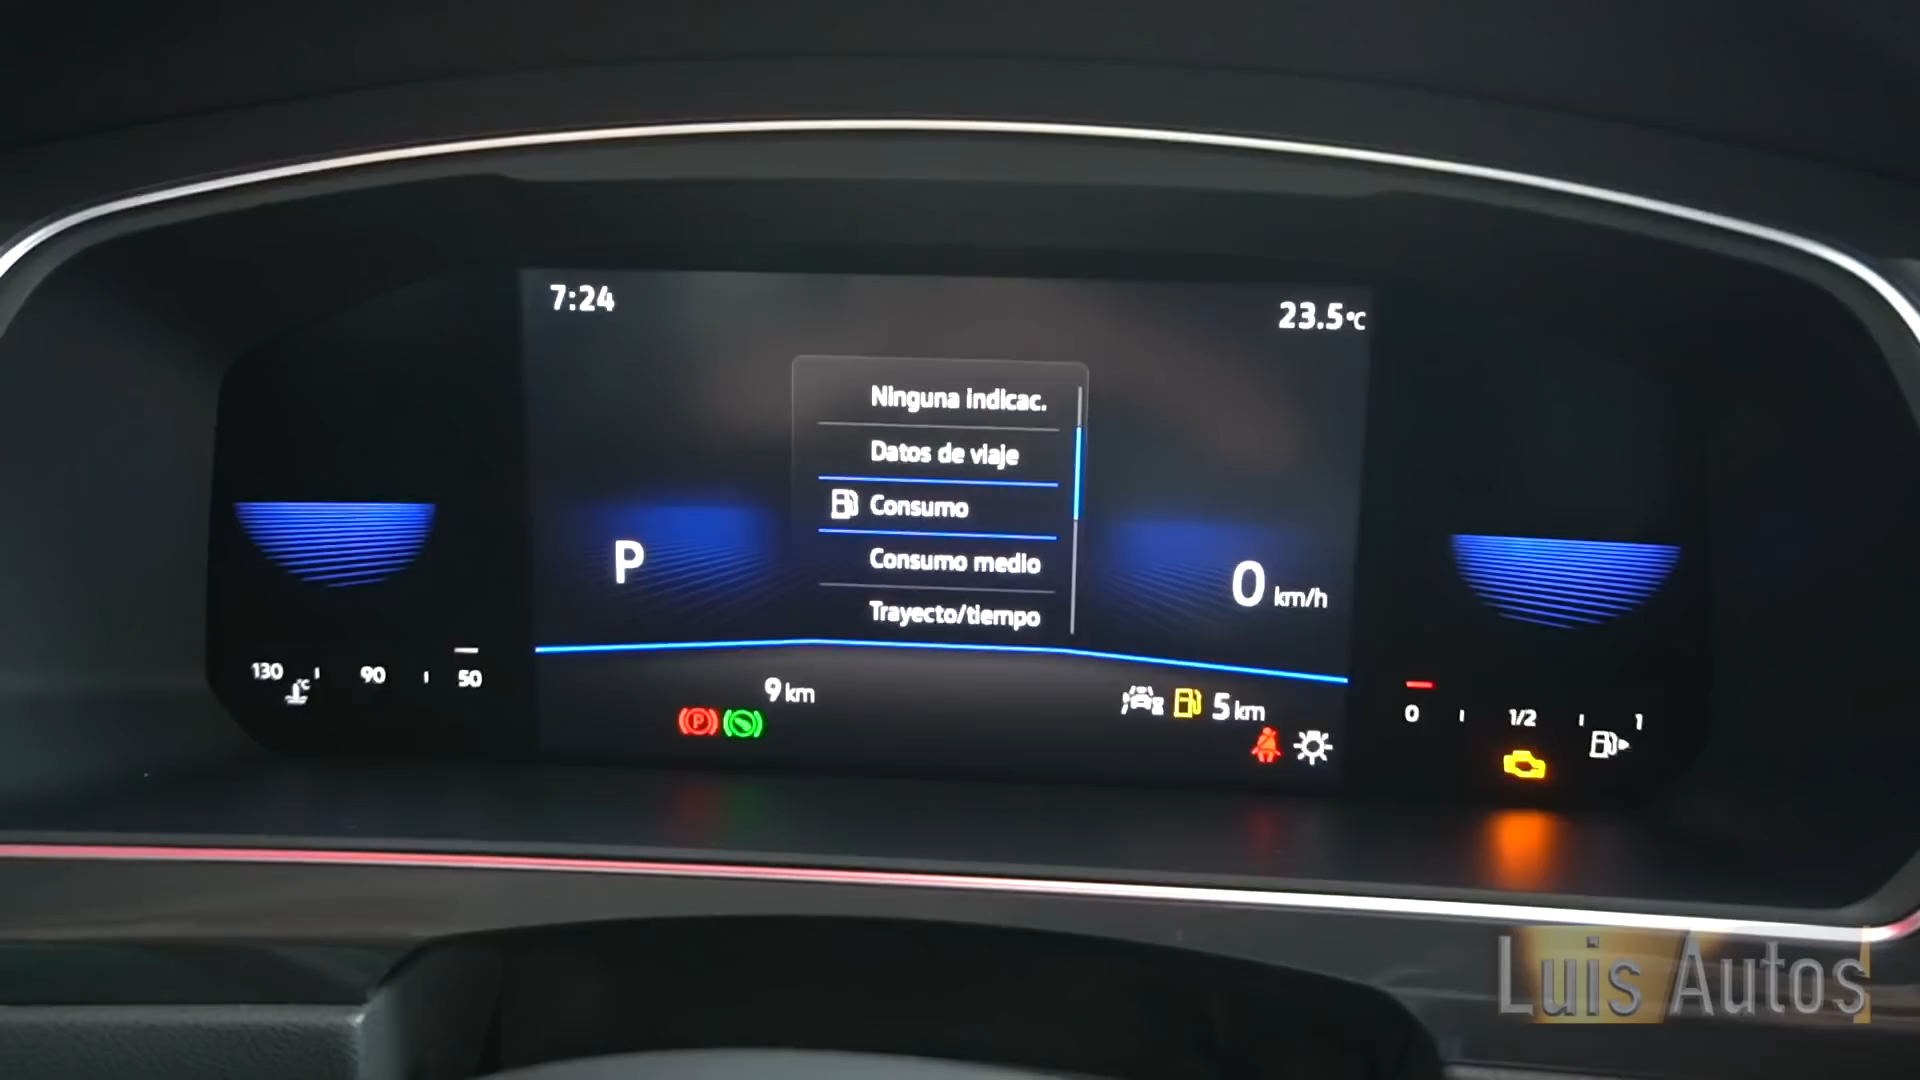 7:24
23.5°C
Ninguna indicac.
Datos de viaje
Consumo
Consumo medio
Trayecto/tiempo
P
0 km/h
130 °C 90 50
9 km
5 km
0 1/2 1
(P)
Luis Autos